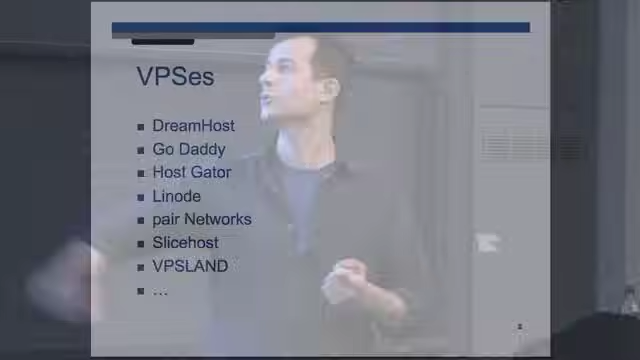 VPSes
DreamHost
Go Daddy
Host Gator
Linode
pair Networks
Slicehost
VPSLAND
...